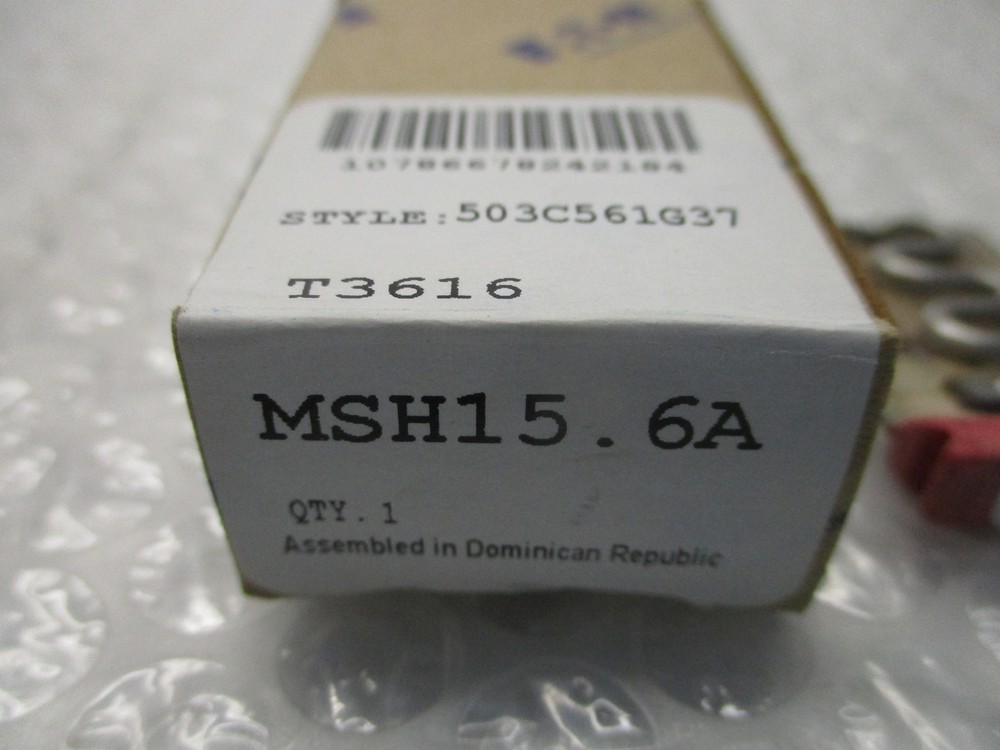 10786678242184
STYLE: 503C561G37
T3616
MSH15.6A
QTY. 1
Assembled in Dominican Republic